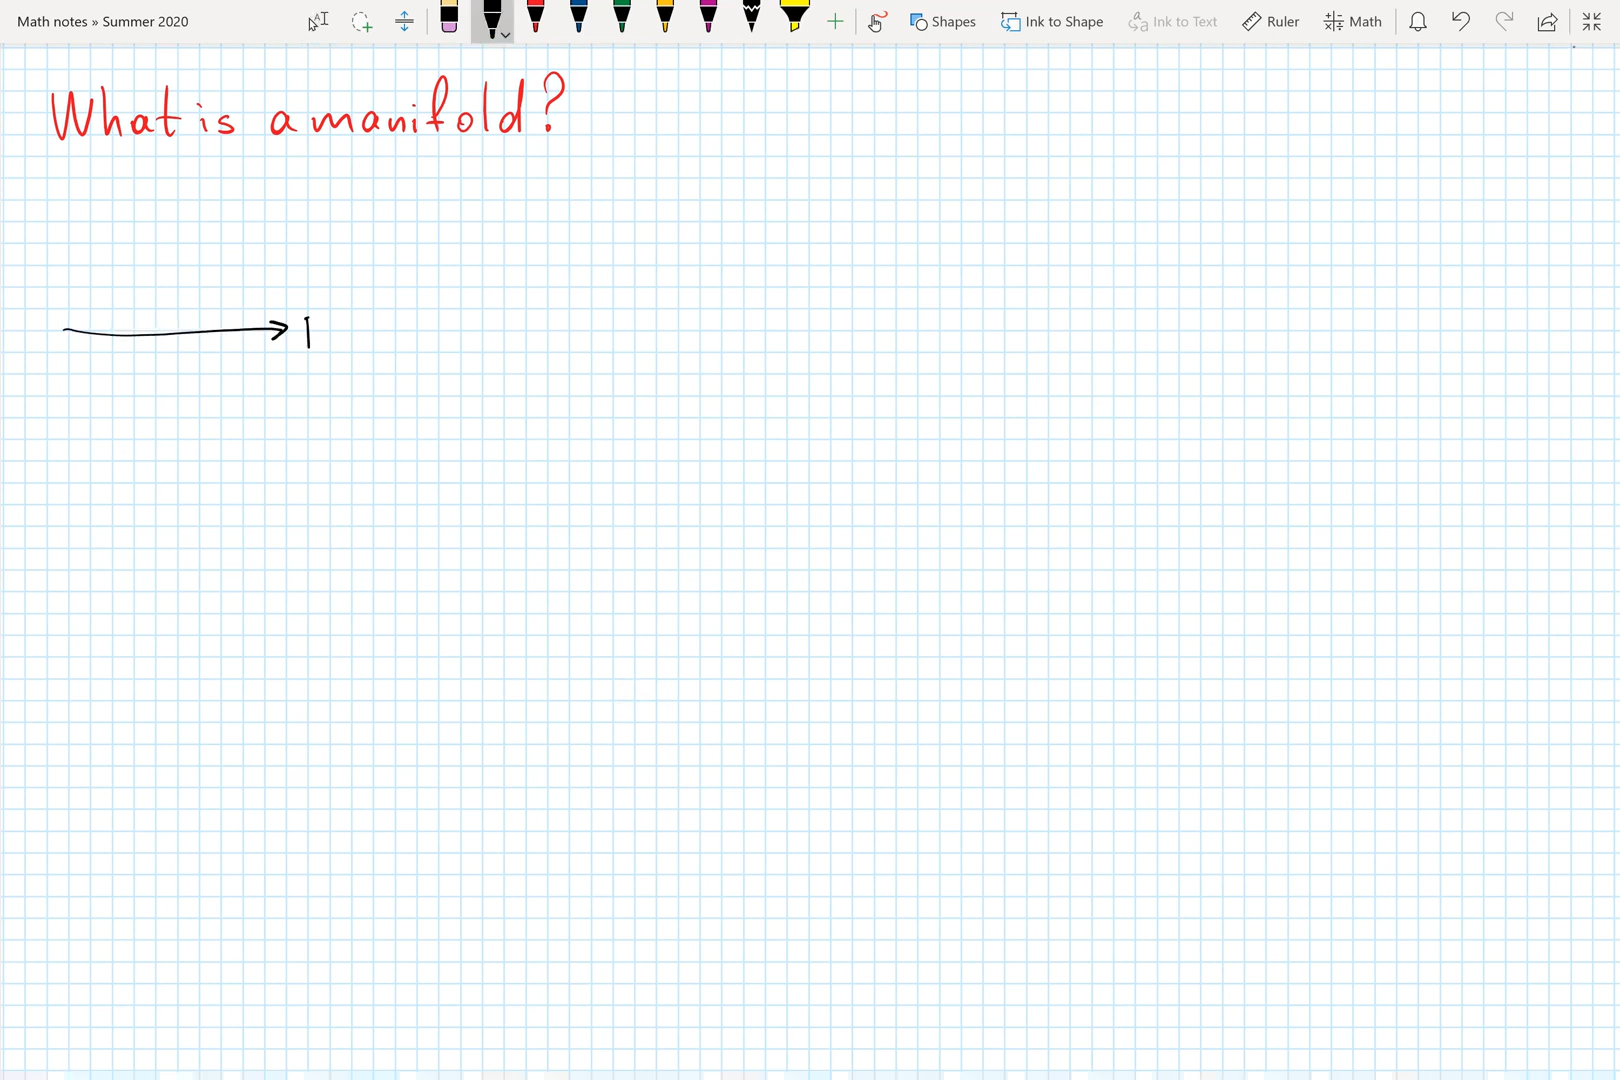 Math notes » Summer 2020 Shapes Ink to Shape Ink to Text Ruler Math
What is a manifold?